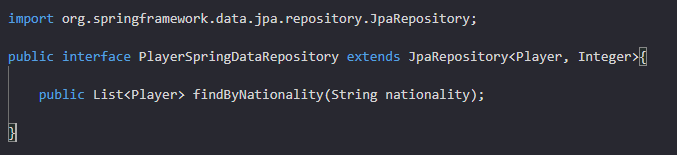 import org.springframework.data.jpa.repository.JpaRepository;
public interface PlayerSpringDataRepository extends JpaRepository<Player, Integer>{
public List<Player> findByNationality(String nationality);
}